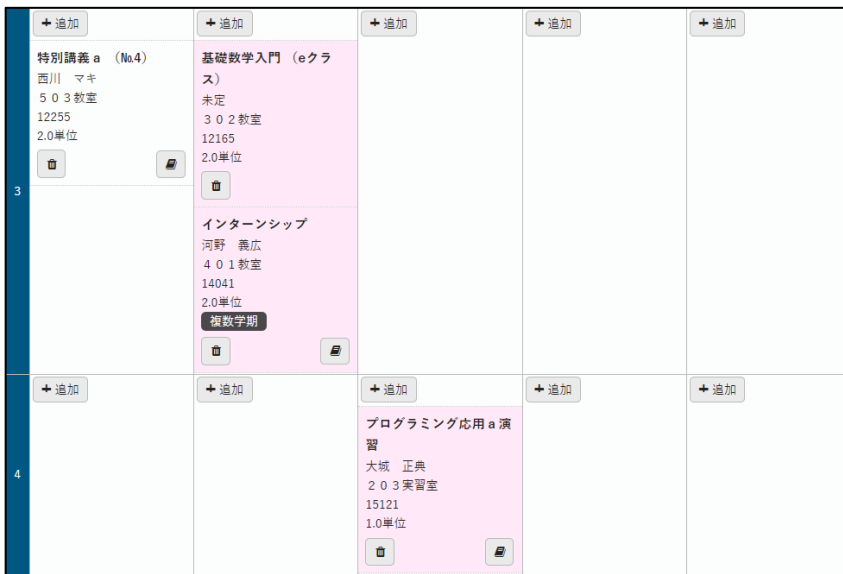 3
追加
特別講義ａ （№4）
西川　マキ
５０３教室
12255
2.0単位
追加
基礎数学入門 （eクラ
ス）
未定
３０２教室
12165
2.0単位
インターンシップ
河野　義広
４０１教室
14041
2.0単位
複数学期
追加
追加
追加
4
追加
追加
追加
プログラミング応用ａ演
習
大城　正典
２０３実習室
15121
1.0単位
追加
追加